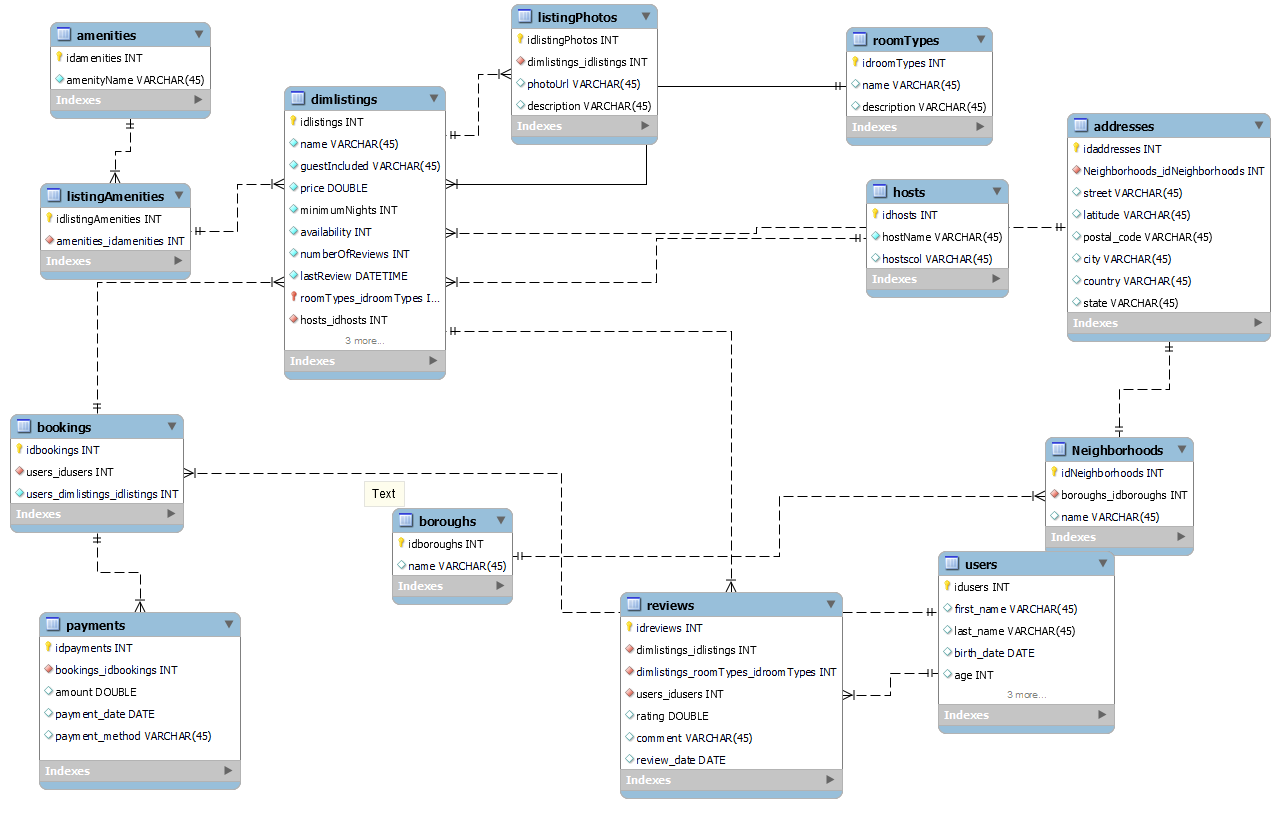 amenities
idamenities INT
amenityName VARCHAR(45)
Indexes
listingPhotos
idlistingPhotos INT
dimlistings_idlistings INT
photoUrl VARCHAR(45)
description VARCHAR(45)
Indexes
roomTypes
idroomTypes INT
name VARCHAR(45)
description VARCHAR(45)
Indexes
dimlistings
idlistings INT
name VARCHAR(45)
guestIncluded VARCHAR(45)
price DOUBLE
minimumNights INT
availability INT
numberOfReviews INT
lastReview DATETIME
roomTypes_idroomTypes I...
hosts_idhosts INT
3 more...
Indexes
addresses
idaddresses INT
Neighborhoods_idNeighborhoods INT
street VARCHAR(45)
latitude VARCHAR(45)
postal_code VARCHAR(45)
city VARCHAR(45)
country VARCHAR(45)
state VARCHAR(45)
Indexes
listingAmenities
idlistingAmenities INT
amenities_idamenities INT
Indexes
hosts
idhosts INT
hostName VARCHAR(45)
hostscol VARCHAR(45)
Indexes
bookings
idbookings INT
users_idusers INT
users_dimlistings_idlistings INT
Indexes
Text
boroughs
idboroughs INT
name VARCHAR(45)
Indexes
Neighborhoods
idNeighborhoods INT
boroughs_idboroughs INT
name VARCHAR(45)
Indexes
users
idusers INT
first_name VARCHAR(45)
last_name VARCHAR(45)
birth_date DATE
age INT
3 more...
Indexes
payments
idpayments INT
bookings_idbookings INT
amount DOUBLE
payment_date DATE
payment_method VARCHAR(45)
Indexes
reviews
idreviews INT
dimlistings_idlistings INT
dimlistings_roomTypes_idroomTypes INT
users_idusers INT
rating DOUBLE
comment VARCHAR(45)
review_date DATE
Indexes